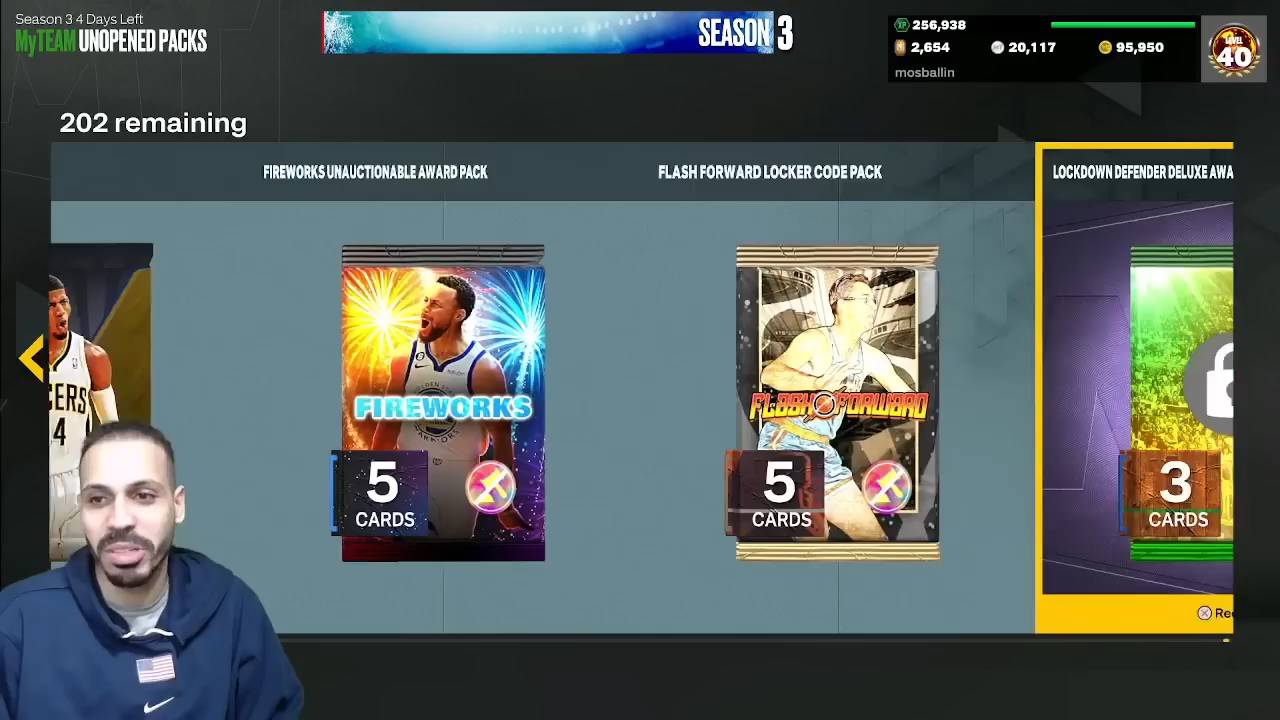 Season 3 4 Days Left
MyTEAM UNOPENED PACKS
SEASON 3
XP 256,938
2,654
20,117
95,950
mosballin
LEVEL
40
202 remaining
FIREWORKS UNAUCTIONABLE AWARD PACK
FLASH FORWARD LOCKER CODE PACK
LOCKDOWN DEFENDER DELUXE AWA
FIREWORKS
FLASH FORWARD
5
CARDS
5
CARDS
3
CARDS
Re